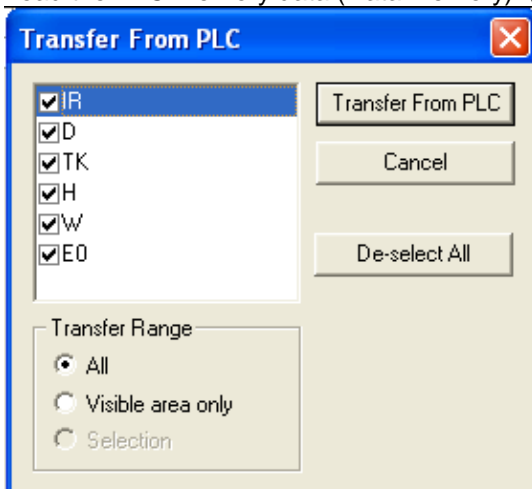 Transfer From PLC
IR
D
TK
H
W
E0
Transfer From PLC
Cancel
De-select All
Transfer Range
All
Visible area only
Selection